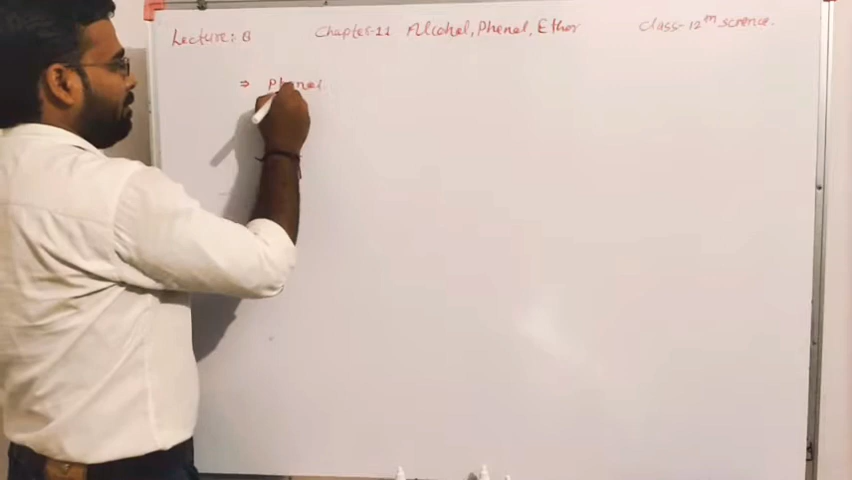 Lecture: 8 Chapter-11 Alcohol, Phenol, Ether class-12th science.
⇒ Phenol